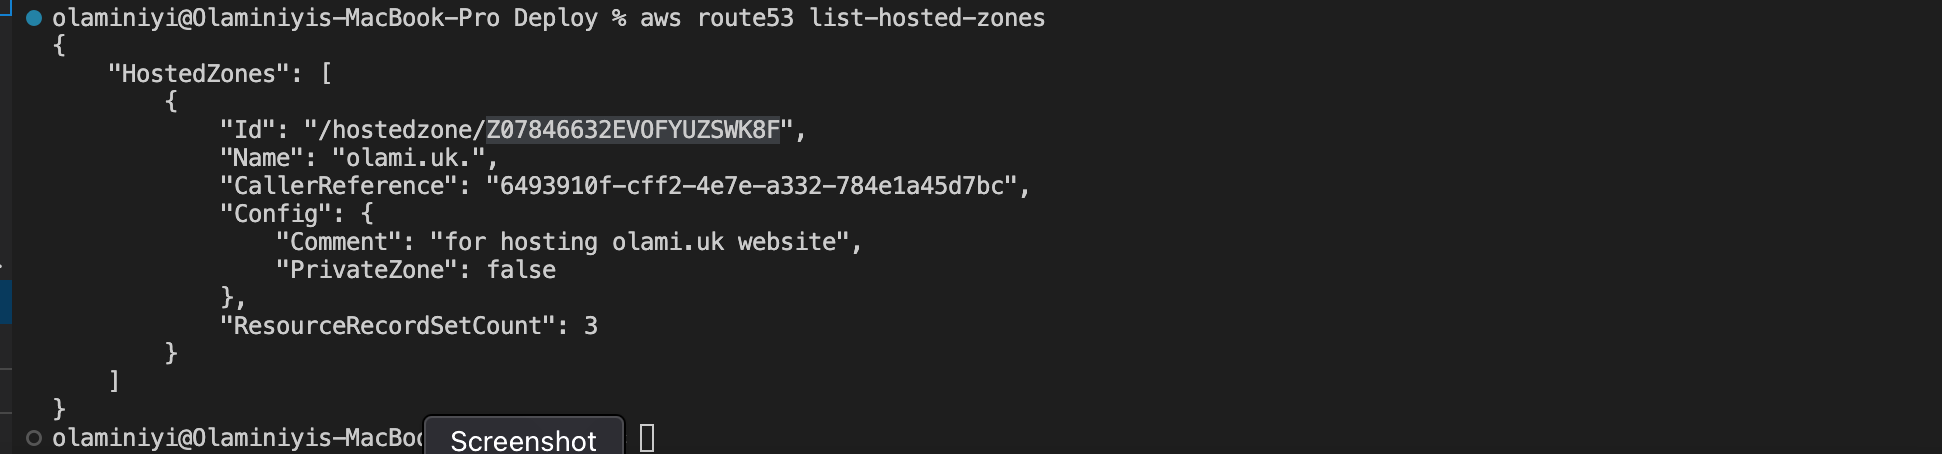 olaminiyi@Olaminiyis-MacBook-Pro Deploy % aws route53 list-hosted-zones
{
    "HostedZones": [
        {
            "Id": "/hostedzone/Z07846632EVOFYUZSWK8F",
            "Name": "olami.uk.",
            "CallerReference": "6493910f-cff2-4e7e-a332-784e1a45d7bc",
            "Config": {
                "Comment": "for hosting olami.uk website",
                "PrivateZone": false
            },
            "ResourceRecordSetCount": 3
        }
    ]
}
olaminiyi@Olaminiyis-MacBo
Screenshot